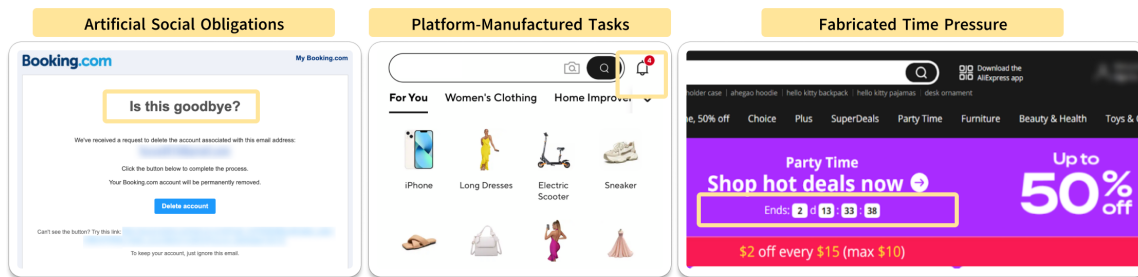 Artificial Social Obligations
Booking.com
My Booking.com
Is this goodbye?
We've received a request to delete the account associated with this email address:
Click the button below to complete the process.
Your Booking.com account will be permanently removed.
Delete account
Can't see the button? Try this link:
To keep your account, just ignore this email.
Platform-Manufactured Tasks
4
For You Women's Clothing Home Improver
iPhone
Long Dresses
Electric
Scooter
Sneaker
Fabricated Time Pressure
Download the
AliExpress app
holder case | ahegao hoodie | hello kitty backpack | hello kitty pajamas | desk ornament
ne, 50% off Choice Plus SuperDeals Party Time Furniture Beauty & Health Toys &
Party Time
Shop hot deals now
Ends: 2 d 13 : 33 : 38
Up to
50% off
$2 off every $15 (max $10)